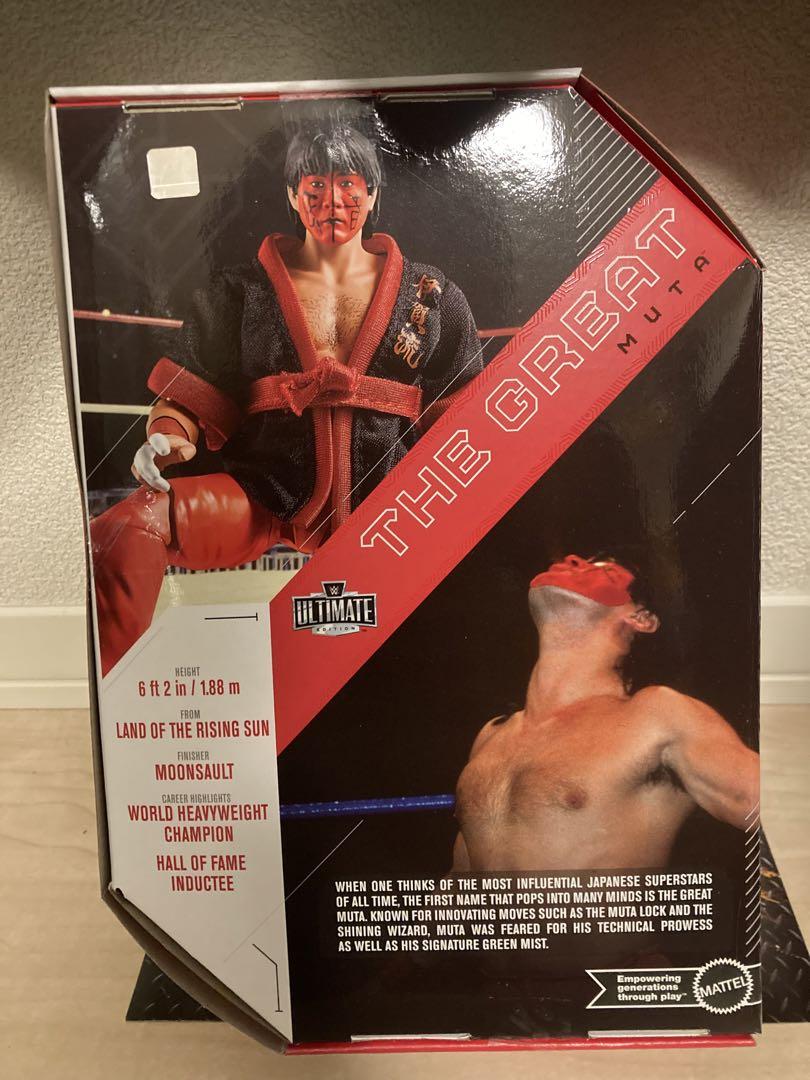 THE GREAT
MUTA™
W
ULTIMATE
EDITION™
HEIGHT
6 ft 2 in / 1.88 m
FROM
LAND OF THE RISING SUN
FINISHER
MOONSAULT
CAREER HIGHLIGHTS
WORLD HEAVYWEIGHT
CHAMPION
HALL OF FAME
INDUCTEE
WHEN ONE THINKS OF THE MOST INFLUENTIAL JAPANESE SUPERSTARS
OF ALL TIME, THE FIRST NAME THAT POPS INTO MANY MINDS IS THE GREAT
MUTA. KNOWN FOR INNOVATING MOVES SUCH AS THE MUTA LOCK AND THE
SHINING WIZARD, MUTA WAS FEARED FOR HIS TECHNICAL PROWESS
AS WELL AS HIS SIGNATURE GREEN MIST.
Empowering
generations
through play™
MATTEL